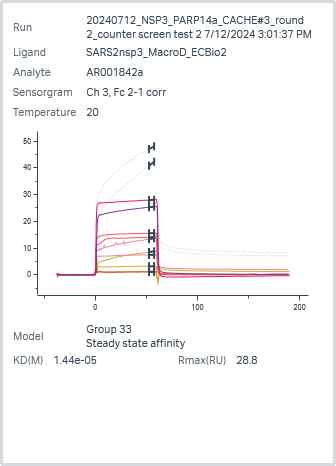 Run 20240712_NSP3_PARP14a_CACHE#3_round
2_counter screen test 2 7/12/2024 3:01:37 PM
Ligand SARS2nsp3_MacroD_ECBio2
Analyte AR001842a
Sensorgram Ch 3, Fc 2-1 corr
Temperature 20
50
40
30
20
10
0
0 100 200
Model Group 33
Steady state affinity
KD(M) 1.44e-05 Rmax(RU) 28.8